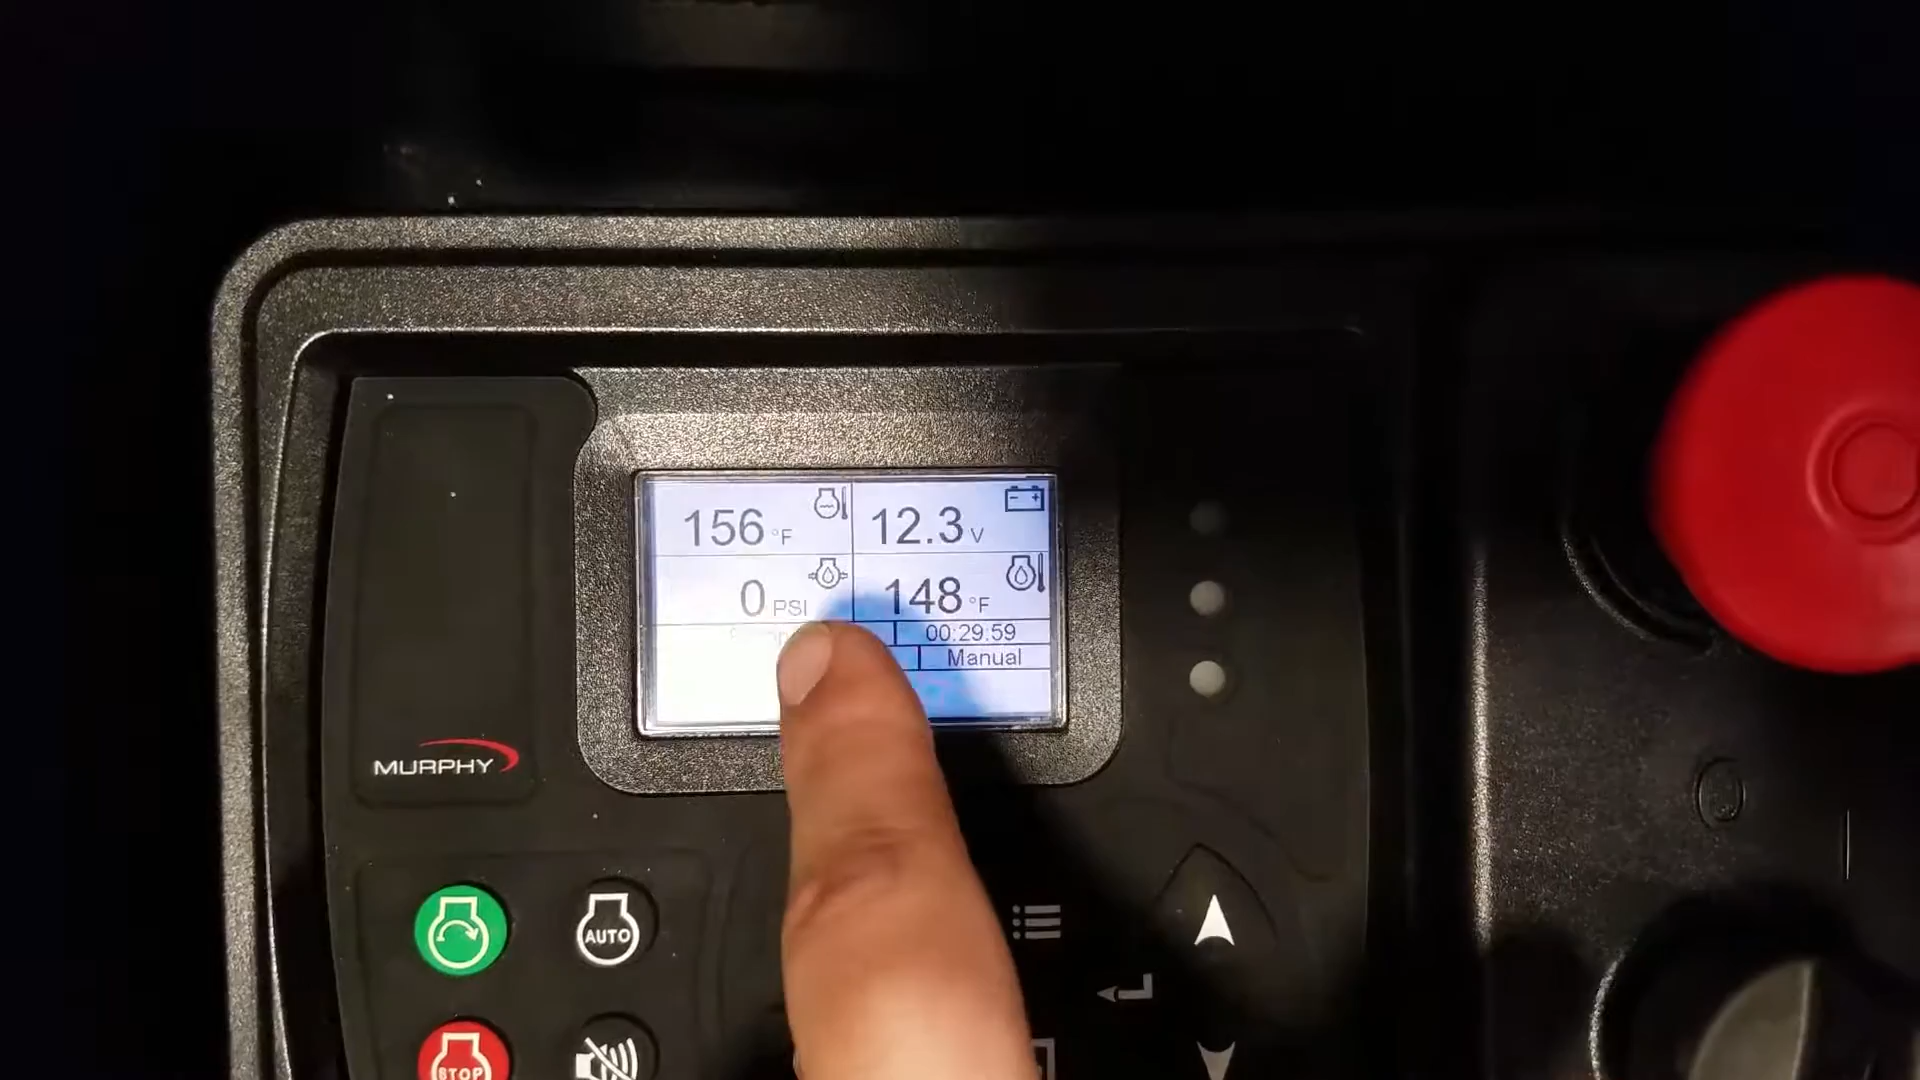 156 °F
12.3 V
0 PSI
148 °F
00:29:59
Manual
MURPHY
AUTO
STOP